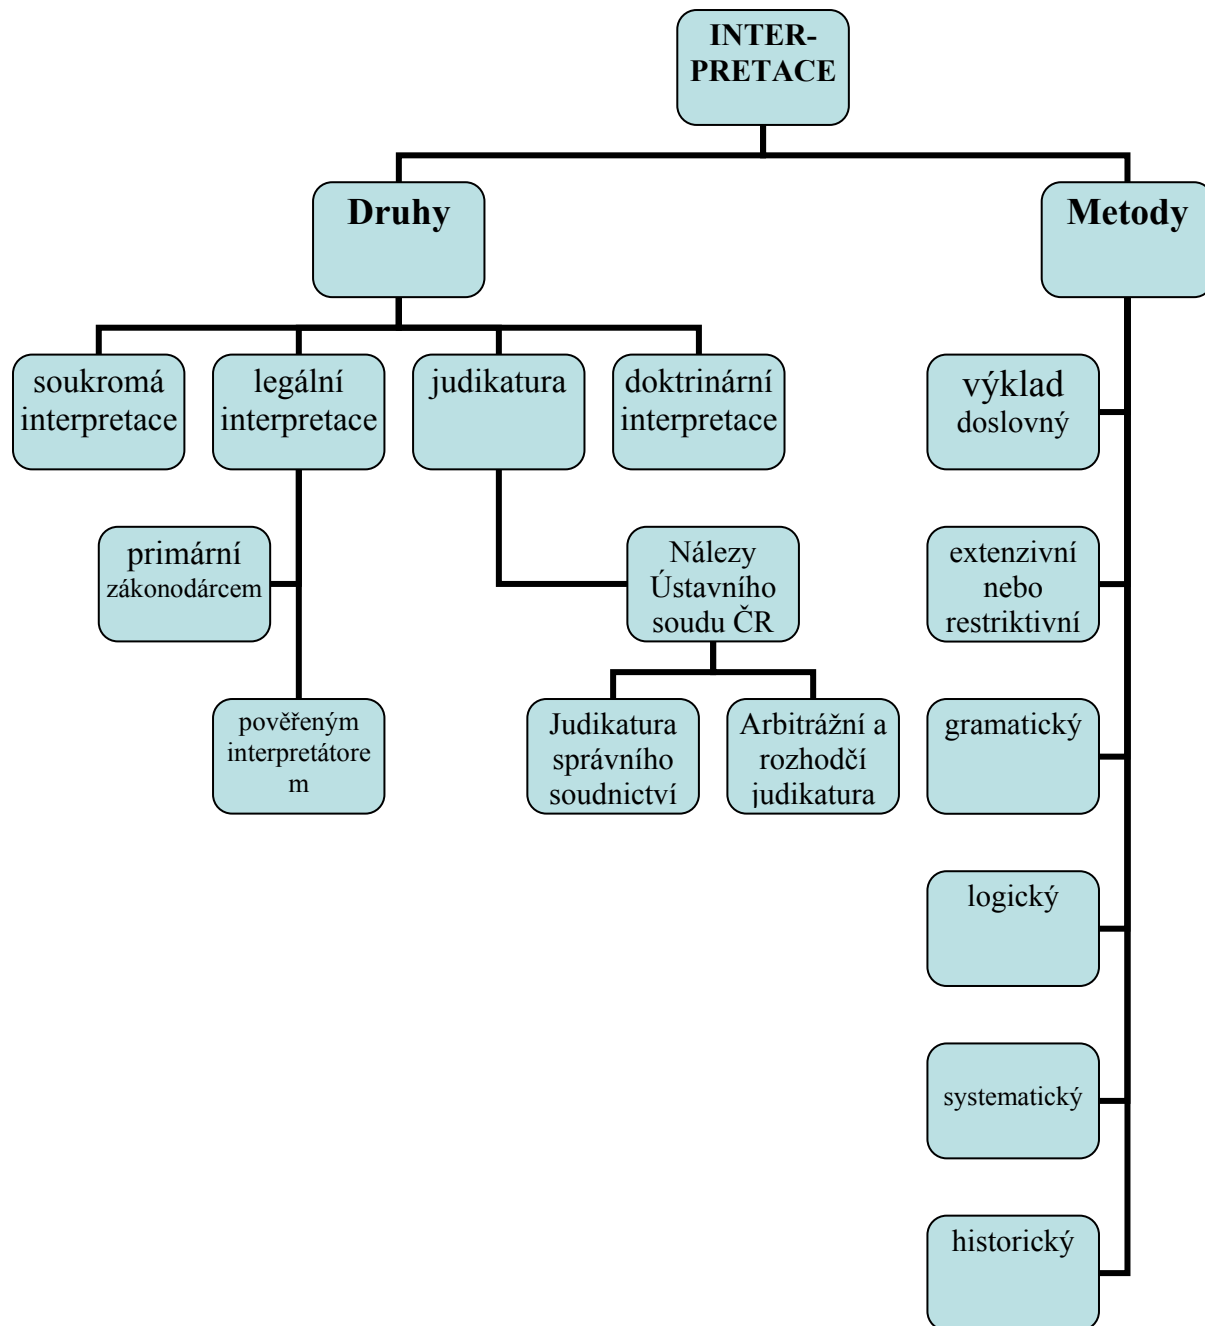 INTER-
PRETACE
Druhy
Metody
soukromá
interpretace
legální
interpretace
judikatura
doktrinární
interpretace
výklad
doslovný
primární
zákonodárcem
Nálezy
Ústavního
soudu ČR
extenzivní
nebo
restriktivní
pověřeným
interpretátore
m
Judikatura
správního
soudnictví
Arbitrážní a
rozhodčí
judikatura
gramatický
logický
systematický
historický